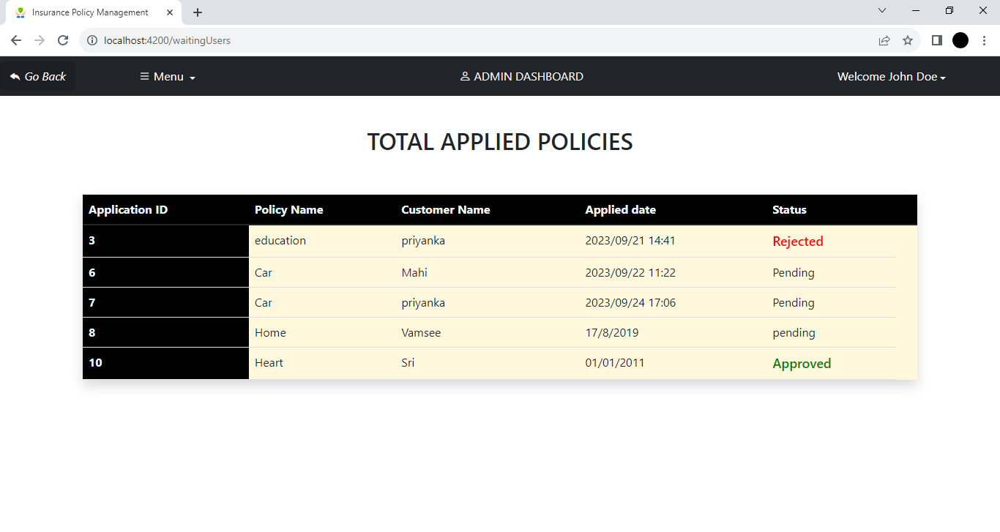 Insurance Policy Management
localhost:4200/waitingUsers
Go Back Menu ADMIN DASHBOARD Welcome John Doe
TOTAL APPLIED POLICIES
Application ID Policy Name Customer Name Applied date Status
3 education priyanka 2023/09/21 14:41 Rejected
6 Car Mahi 2023/09/22 11:22 Pending
7 Car priyanka 2023/09/24 17:06 Pending
8 Home Vamsee 17/8/2019 pending
10 Heart Sri 01/01/2011 Approved